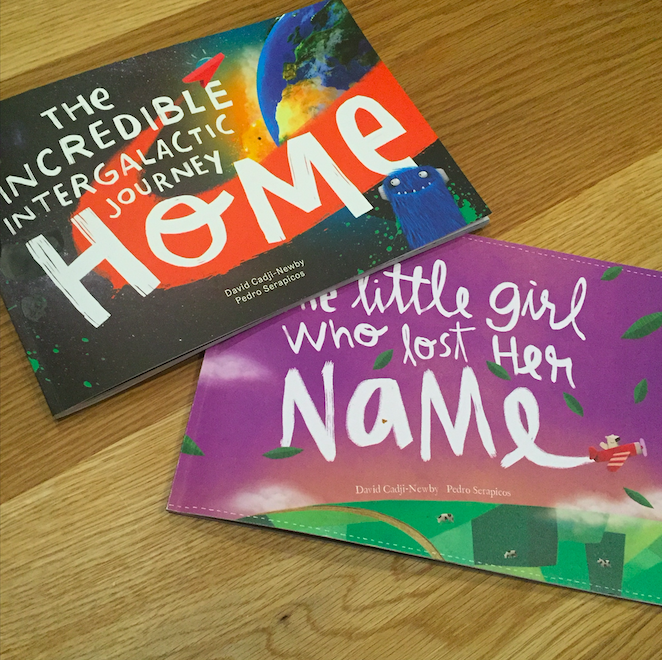 THe
INCREDIBLE
INTERGALACTIC
JOURNEY
HoMe
David Cadji-Newby
Pedro Serapicos
little girl
Who lost Her
NaMe
David Cadji-Newby Pedro Serapicos